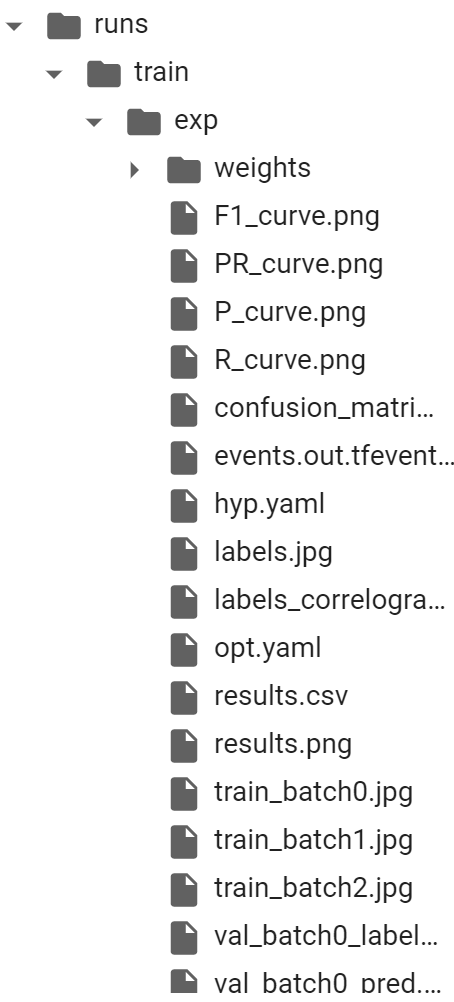 runs
train
exp
weights
F1_curve.png
PR_curve.png
P_curve.png
R_curve.png
confusion_matri...
events.out.tfevent...
hyp.yaml
labels.jpg
labels_correlogra...
opt.yaml
results.csv
results.png
train_batch0.jpg
train_batch1.jpg
train_batch2.jpg
val_batch0_label...
val_batch0_pred....